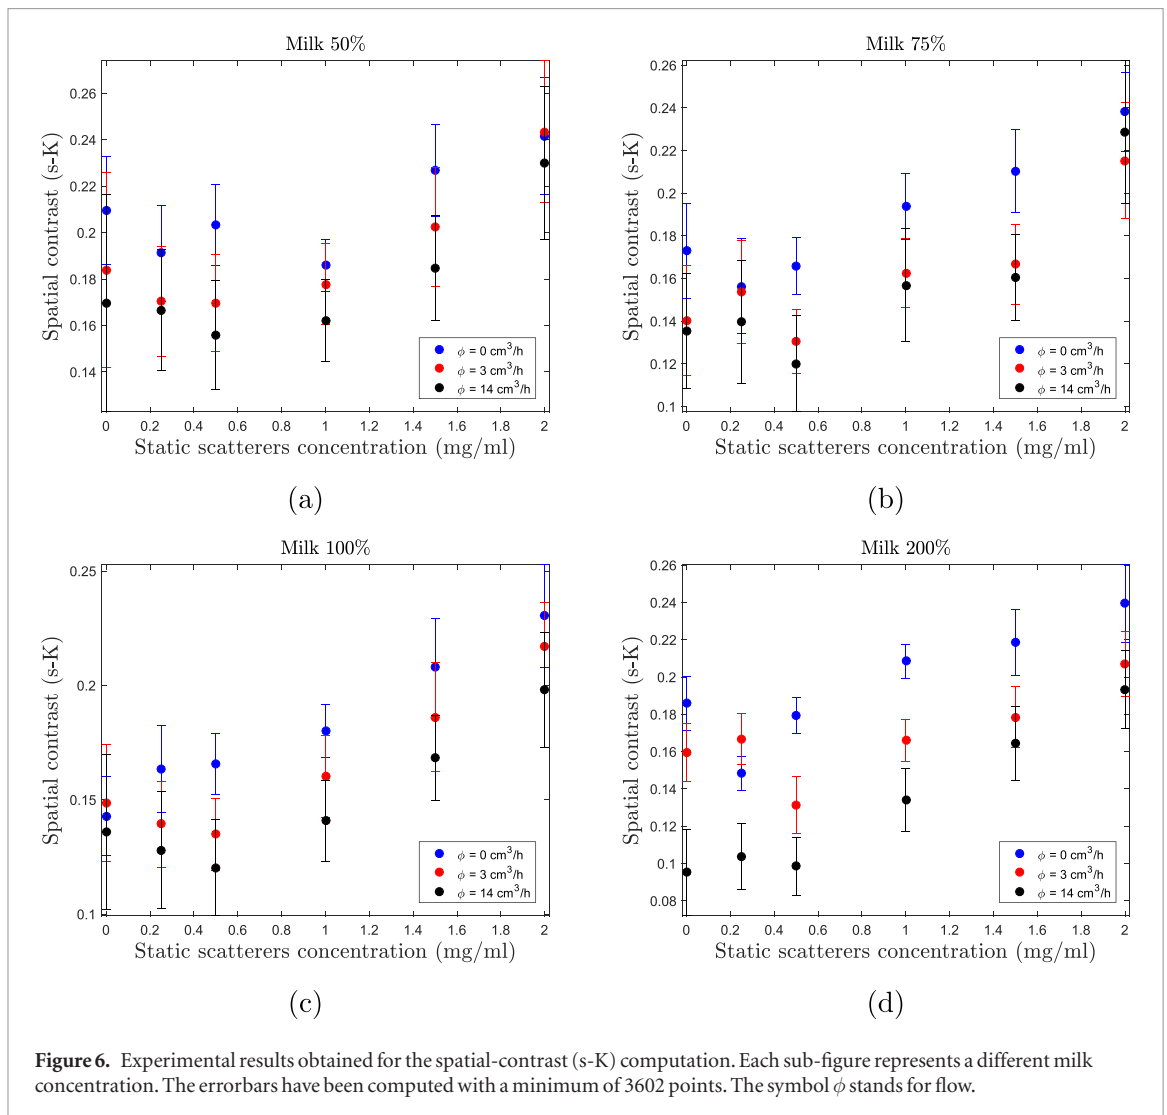 Milk 50%
Spatial contrast (s-K)
0.26
0.24
0.22
0.2
0.18
0.16
0.14
ϕ = 0 cm³/h
ϕ = 3 cm³/h
ϕ = 14 cm³/h
0 0.2 0.4 0.6 0.8 1 1.2 1.4 1.6 1.8 2
Static scatterers concentration (mg/ml)
(a)
Milk 75%
Spatial contrast (s-K)
0.26
0.24
0.22
0.2
0.18
0.16
0.14
0.12
0.1
ϕ = 0 cm³/h
ϕ = 3 cm³/h
ϕ = 14 cm³/h
0 0.2 0.4 0.6 0.8 1 1.2 1.4 1.6 1.8 2
Static scatterers concentration (mg/ml)
(b)
Milk 100%
Spatial contrast (s-K)
0.25
0.2
0.15
0.1
ϕ = 0 cm³/h
ϕ = 3 cm³/h
ϕ = 14 cm³/h
0 0.2 0.4 0.6 0.8 1 1.2 1.4 1.6 1.8 2
Static scatterers concentration (mg/ml)
(c)
Milk 200%
Spatial contrast (s-K)
0.26
0.24
0.22
0.2
0.18
0.16
0.14
0.12
0.1
0.08
ϕ = 0 cm³/h
ϕ = 3 cm³/h
ϕ = 14 cm³/h
0 0.2 0.4 0.6 0.8 1 1.2 1.4 1.6 1.8 2
Static scatterers concentration (mg/ml)
(d)
Figure 6. Experimental results obtained for the spatial-contrast (s-K) computation. Each sub-figure represents a different milk
concentration. The errorbars have been computed with a minimum of 3602 points. The symbol ϕ stands for flow.